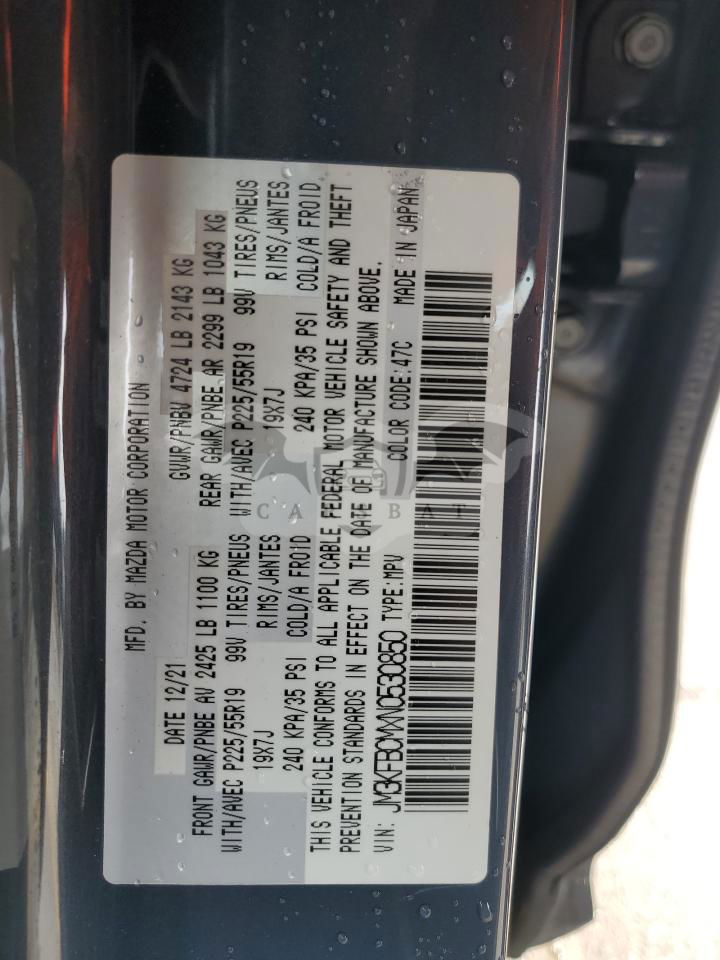 MFD. BY MAZDA MOTOR CORPORATION
DATE 12/21 GVWR/PNBV 4724 LB 2143 KG
FRONT GAWR/PNBE AV 2425 LB 1100 KG REAR GAWR/PNBE AR 2299 LB 1043 KG
WITH/AVEC P225/55R19 99V TIRES/PNEUS WITH/AVEC P225/55R19 99V TIRES/PNEUS
19X7J RIMS/JANTES 19X7J RIMS/JANTES
240 KPA/35 PSI COLD/A FROID 240 KPA/35 PSI COLD/A FROID
THIS VEHICLE CONFORMS TO ALL APPLICABLE FEDERAL MOTOR VEHICLE SAFETY AND THEFT
PREVENTION STANDARDS IN EFFECT ON THE DATE OF MANUFACTURE SHOWN ABOVE.
VIN: JM3KFBCMXN0530850 TYPE:MPV COLOR CODE:47C MADE IN JAPAN